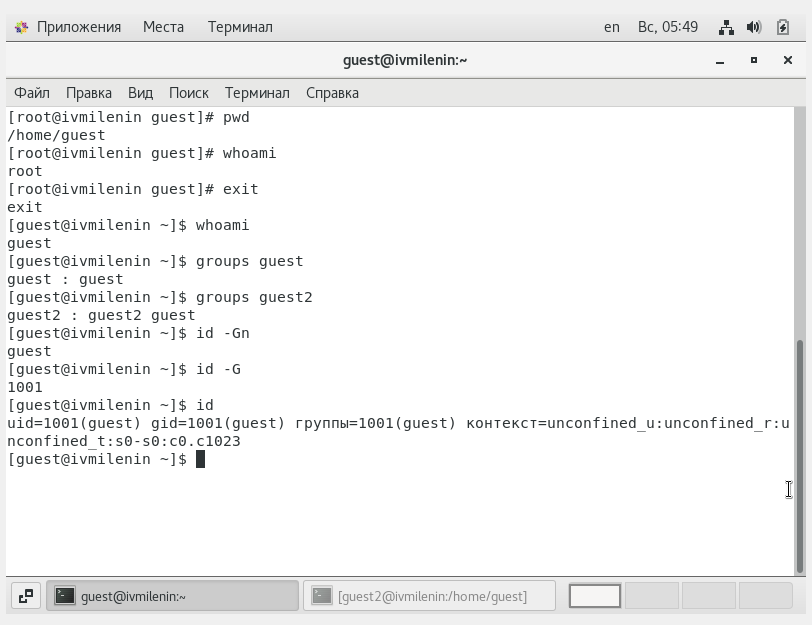 Приложения Места Терминал en Вс, 05:49
guest@ivmilenin:~
Файл Правка Вид Поиск Терминал Справка
[root@ivmilenin guest]# pwd
/home/guest
[root@ivmilenin guest]# whoami
root
[root@ivmilenin guest]# exit
exit
[guest@ivmilenin ~]$ whoami
guest
[guest@ivmilenin ~]$ groups guest
guest : guest
[guest@ivmilenin ~]$ groups guest2
guest2 : guest2 guest
[guest@ivmilenin ~]$ id -Gn
guest
[guest@ivmilenin ~]$ id -G
1001
[guest@ivmilenin ~]$ id
uid=1001(guest) gid=1001(guest) группы=1001(guest) контекст=unconfined_u:unconfined_r:u
nconfined_t:s0-s0:c0.c1023
[guest@ivmilenin ~]$
guest@ivmilenin:~ [guest2@ivmilenin:/home/guest]